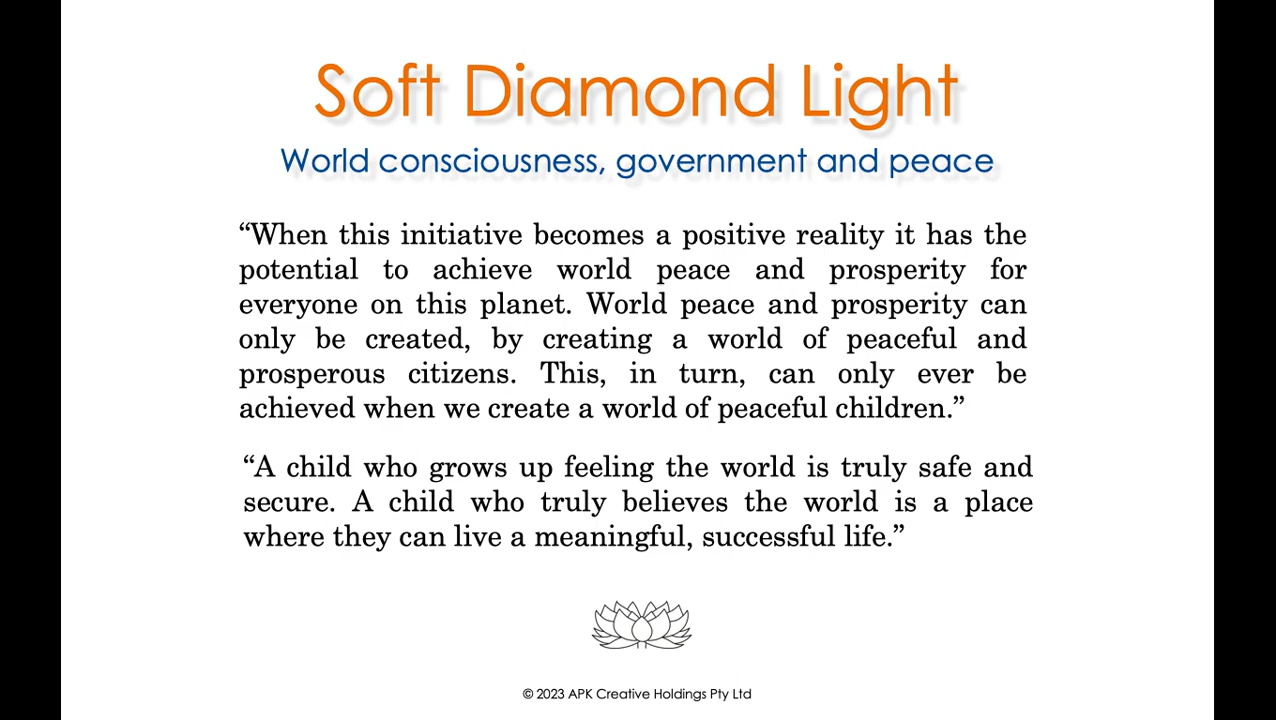 Soft Diamond Light
World consciousness, government and peace
“When this initiative becomes a positive reality it has the
potential to achieve world peace and prosperity for
everyone on this planet. World peace and prosperity can
only be created, by creating a world of peaceful and
prosperous citizens. This, in turn, can only ever be
achieved when we create a world of peaceful children.”
“A child who grows up feeling the world is truly safe and
secure. A child who truly believes the world is a place
where they can live a meaningful, successful life.”
© 2023 APK Creative Holdings Pty Ltd